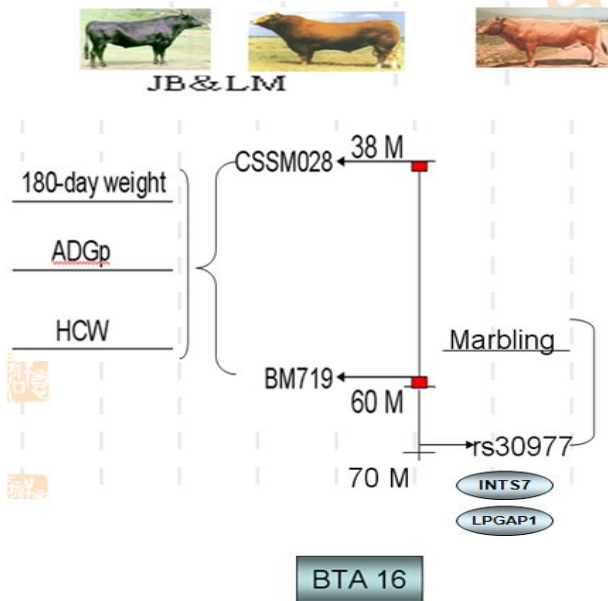 JB&LM
CSSM028
38 M
180-day weight
ADGp
HCW
Marbling
BM719
60 M
rs30977
70 M
INTS7
LPGAP1
BTA 16